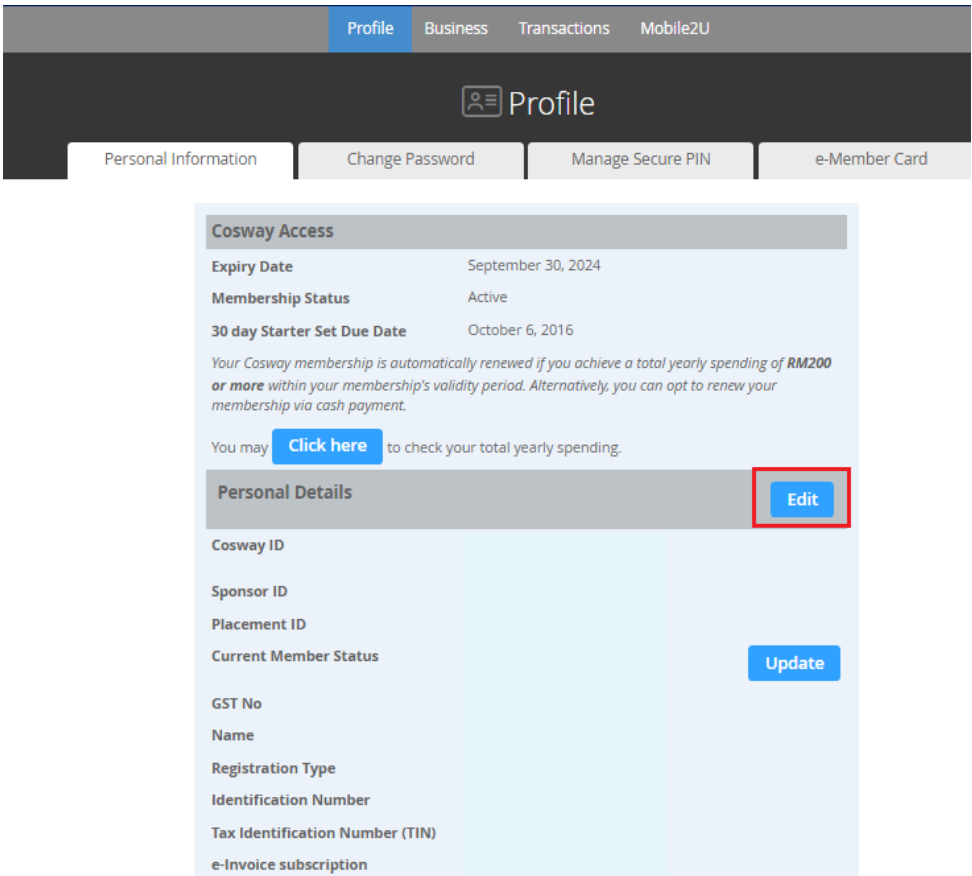 Profile Business Transactions Mobile2U
Profile
Personal Information Change Password Manage Secure PIN e-Member Card
Cosway Access
Expiry Date September 30, 2024
Membership Status Active
30 day Starter Set Due Date October 6, 2016
Your Cosway membership is automatically renewed if you achieve a total yearly spending of RM200
or more within your membership's validity period. Alternatively, you can opt to renew your
membership via cash payment.
You may Click here to check your total yearly spending.
Personal Details Edit
Cosway ID
Sponsor ID
Placement ID
Current Member Status Update
GST No
Name
Registration Type
Identification Number
Tax Identification Number (TIN)
e-Invoice subscription